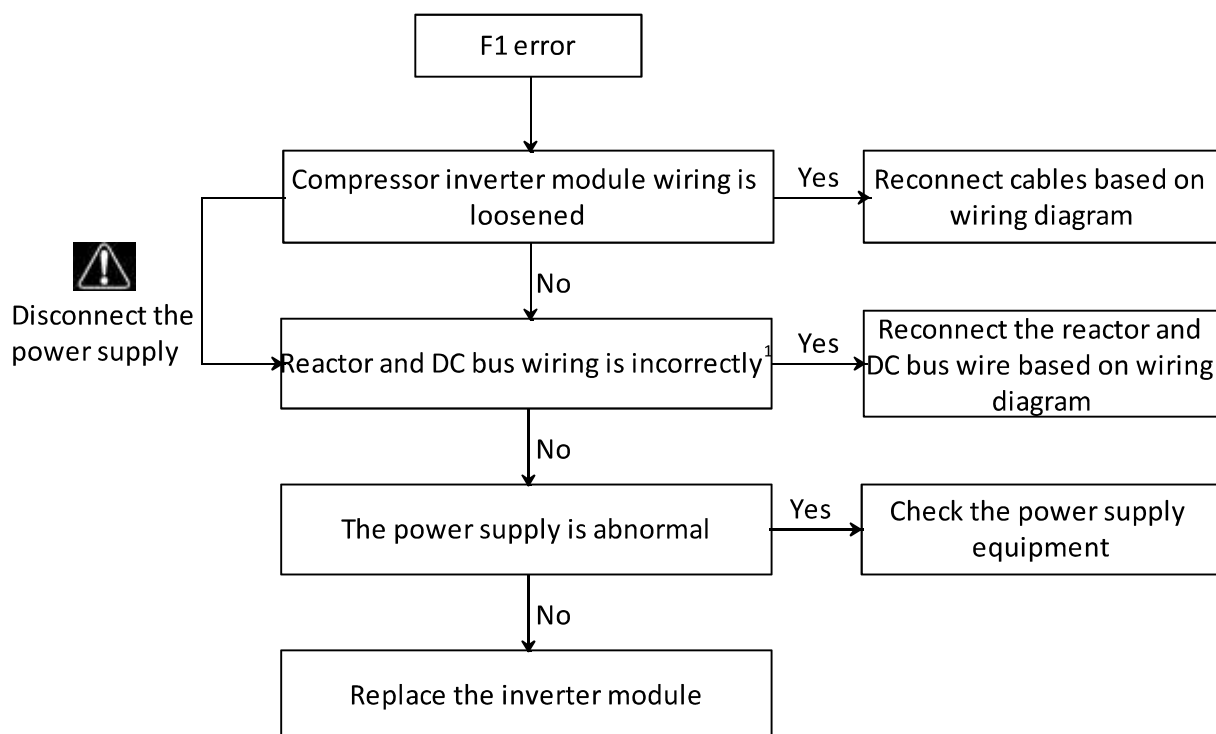 F1 error
Compressor inverter module wiring is
loosened
Yes
Reconnect cables based on
wiring diagram
No
Disconnect the
power supply
Reactor and DC bus wiring is incorrectly1
Yes
Reconnect the reactor and
DC bus wire based on wiring
diagram
No
The power supply is abnormal
Yes
Check the power supply
equipment
No
Replace the inverter module